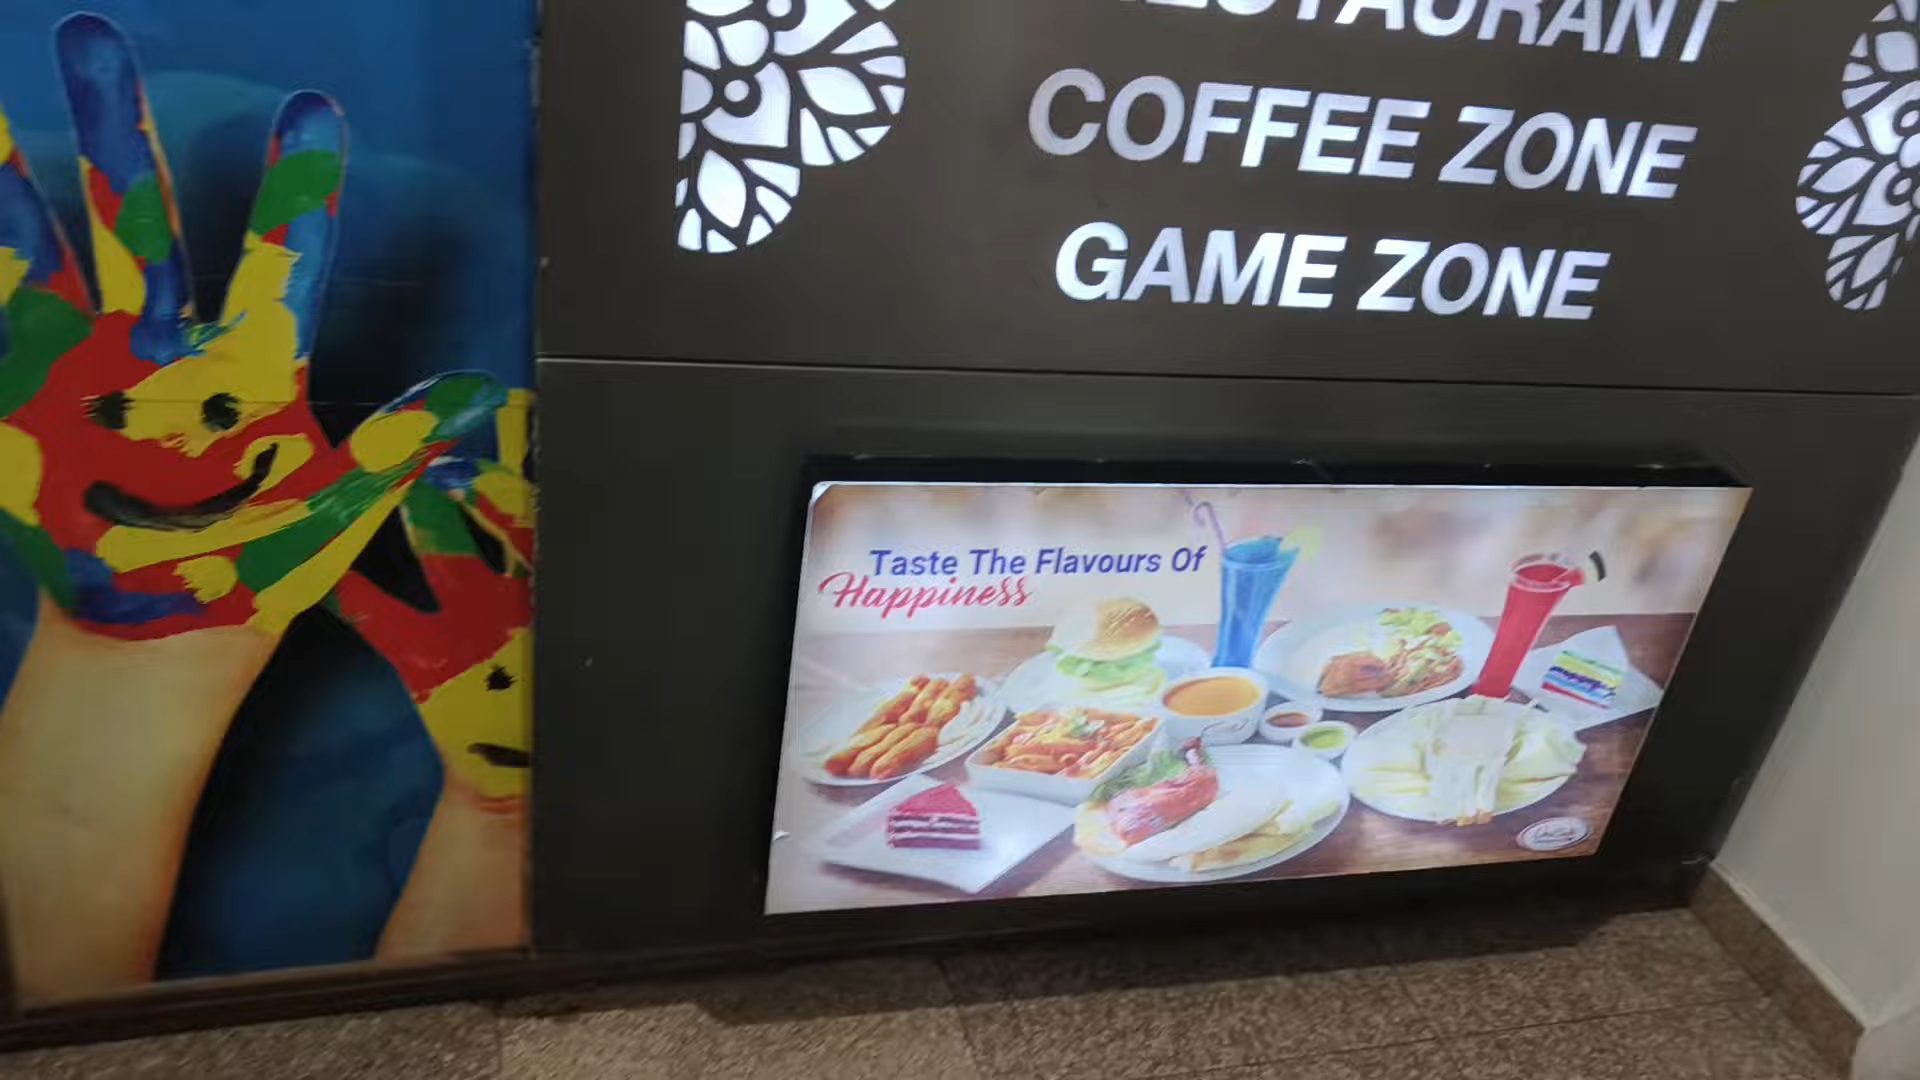 RESTAURANT
COFFEE ZONE
GAME ZONE
Taste The Flavours Of
Happiness